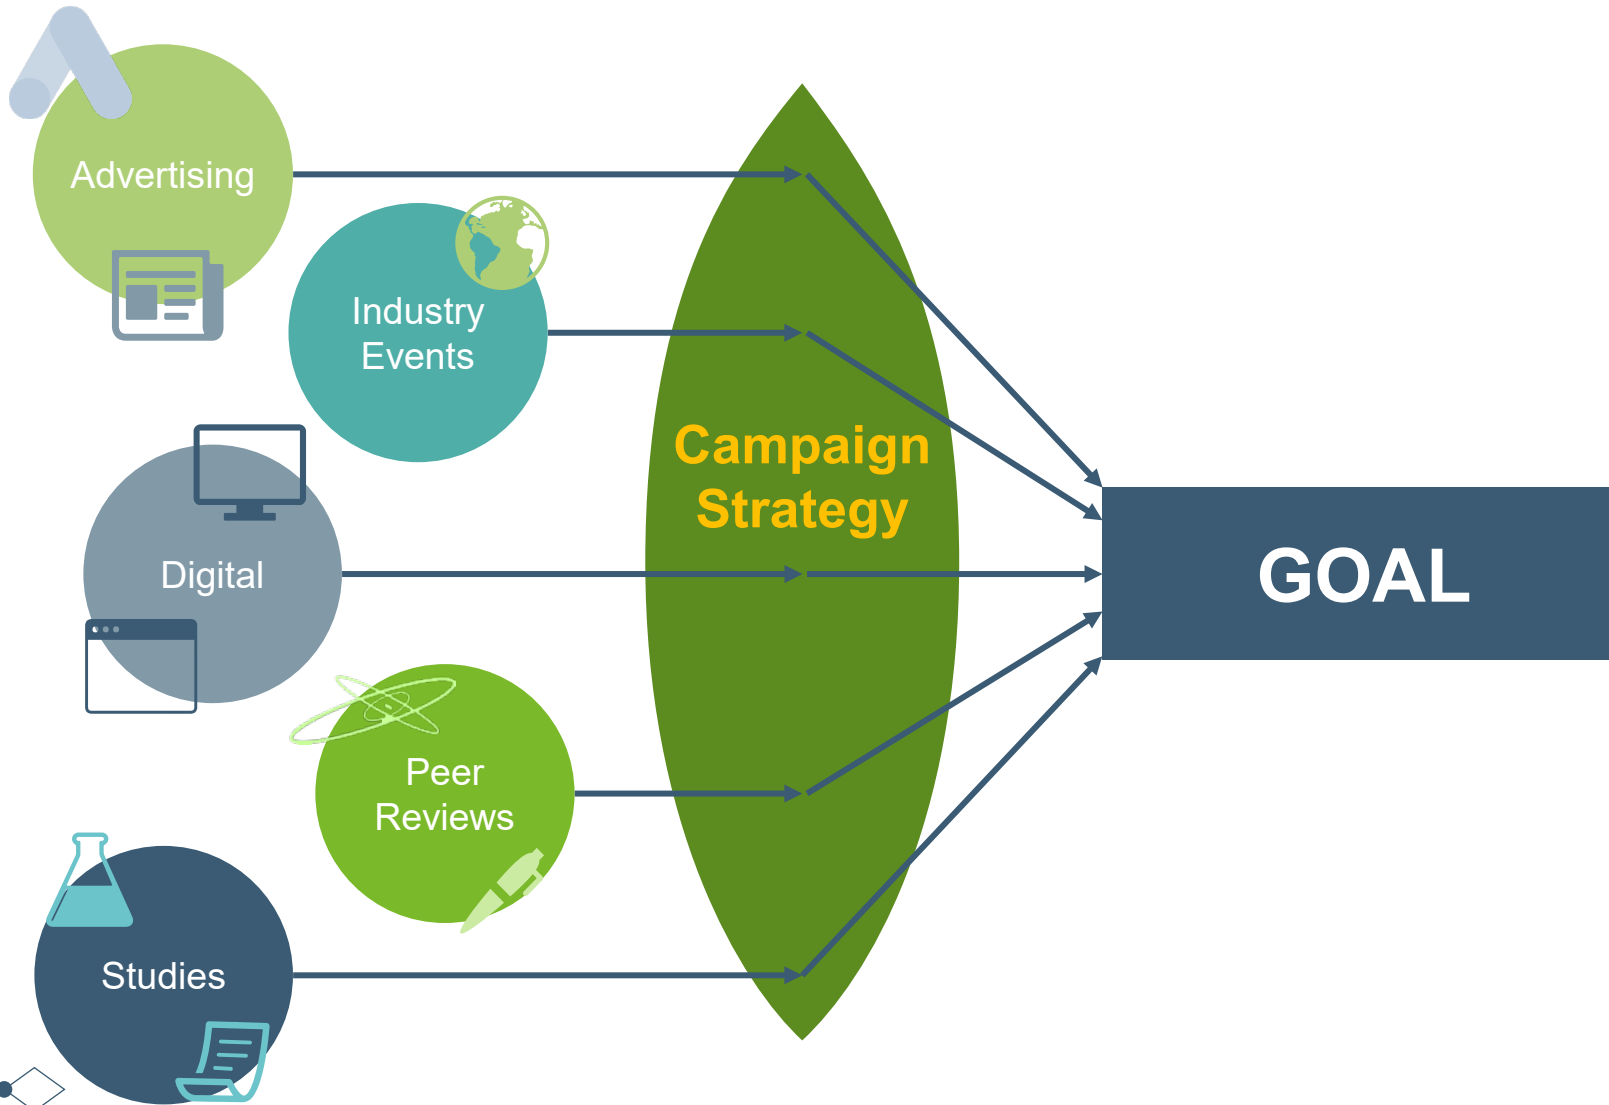 Advertising
Industry
Events
Campaign
Strategy
Digital
GOAL
Peer
Reviews
Studies